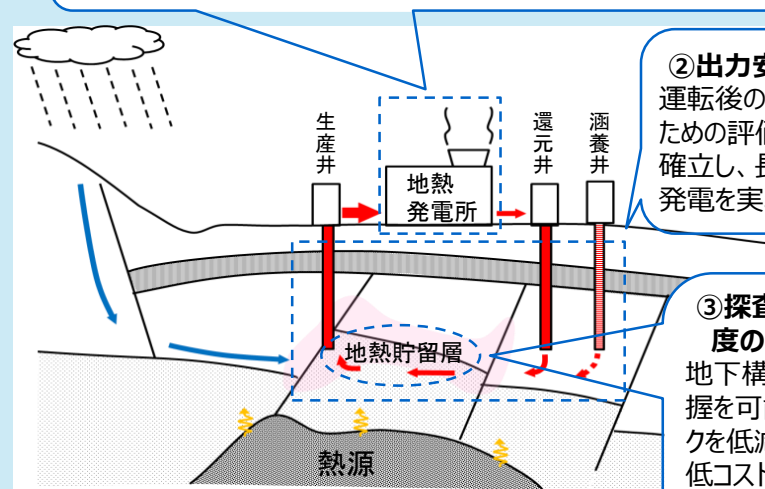 ②出力安
運転後の
ための評価
確立し、長
発電を実
生産井
還元井
涵養井
地熱
発電所
③探査
度の
地下構
握を可能
クを低減
低コスト
地熱貯留層
熱源